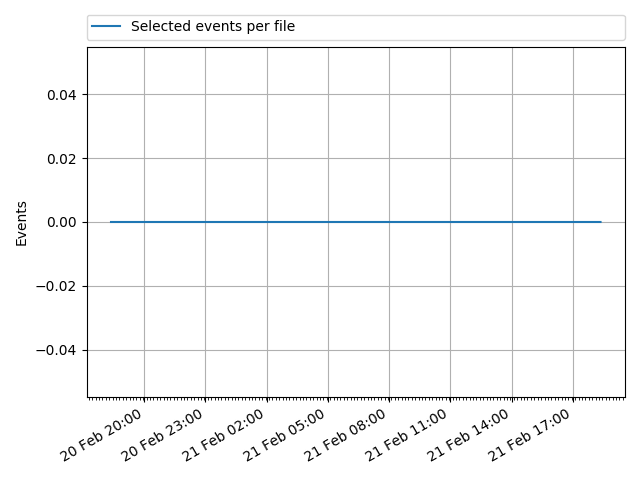 Selected events per file
0.04
0.02
0.00
−0.02
−0.04
Events
20 Feb 20:00
20 Feb 23:00
21 Feb 02:00
21 Feb 05:00
21 Feb 08:00
21 Feb 11:00
21 Feb 14:00
21 Feb 17:00